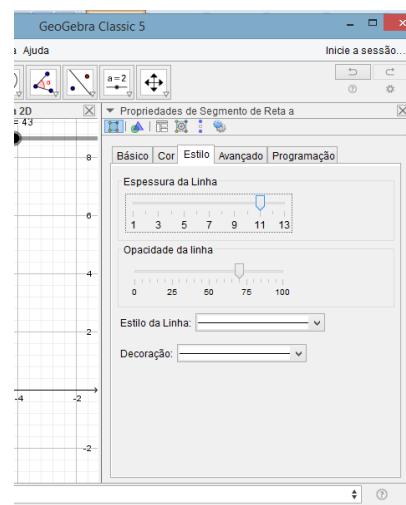 GeoGebra Classic 5
Ajuda
Inicie a sessão...
a=2
2D
Propriedades de Segmento de Reta a
= 43
Básico Cor Estilo Avançado Programação
Espessura da Linha
1 3 5 7 9 11 13
Opacidade da linha
0 25 50 75 100
Estilo da Linha:
Decoração:
8
6
4
2
-4 -2
-2